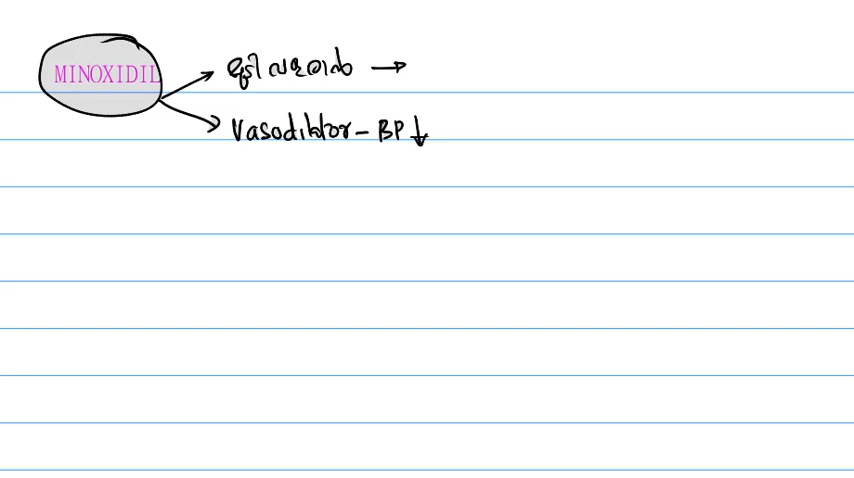 MINOXIDIL
മുടി വളരാൻ →
Vasodilator - BP ↓